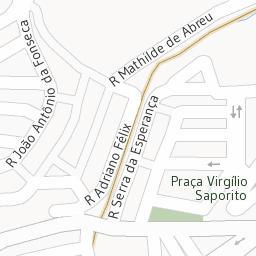 R Mathilde de Abreu
R João Antônio da Fonseca
R Adriano Félix
R Serra da Esperança
Praça Virgílio
Saporito